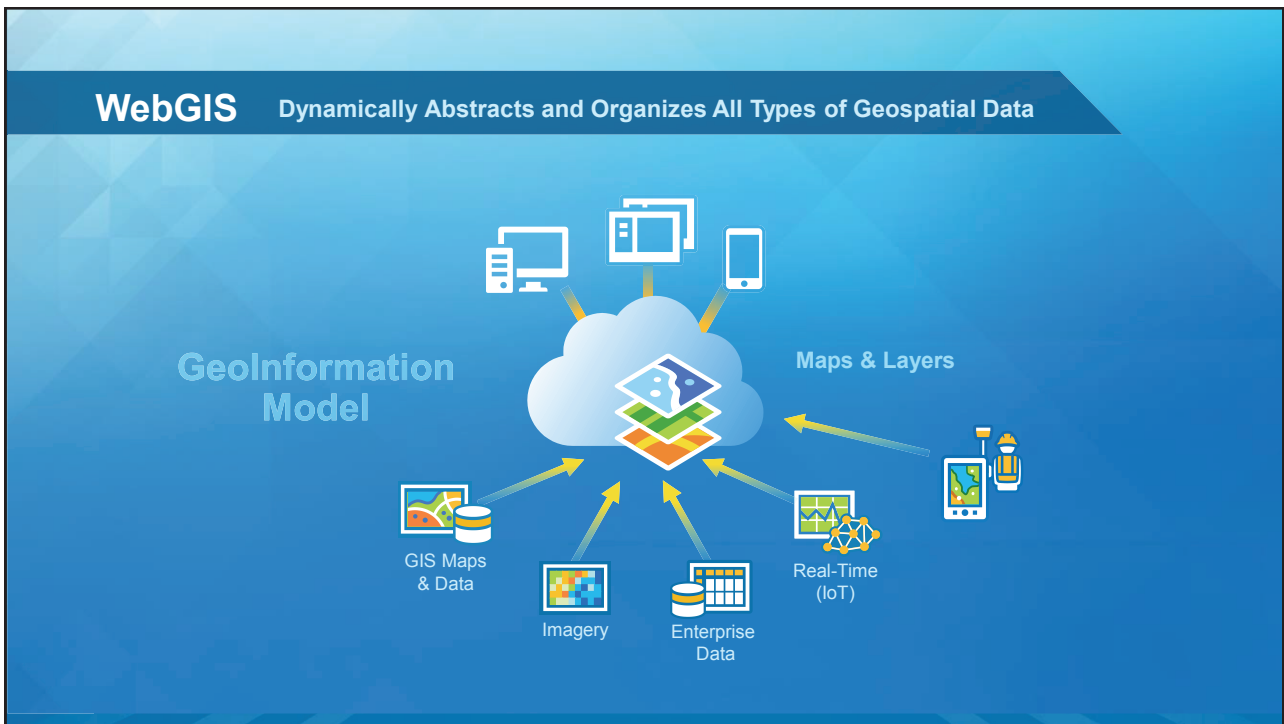 WebGIS Dynamically Abstracts and Organizes All Types of Geospatial Data
GeoInformation
Model
Maps & Layers
GIS Maps
& Data
Imagery
Enterprise
Data
Real-Time
(IoT)